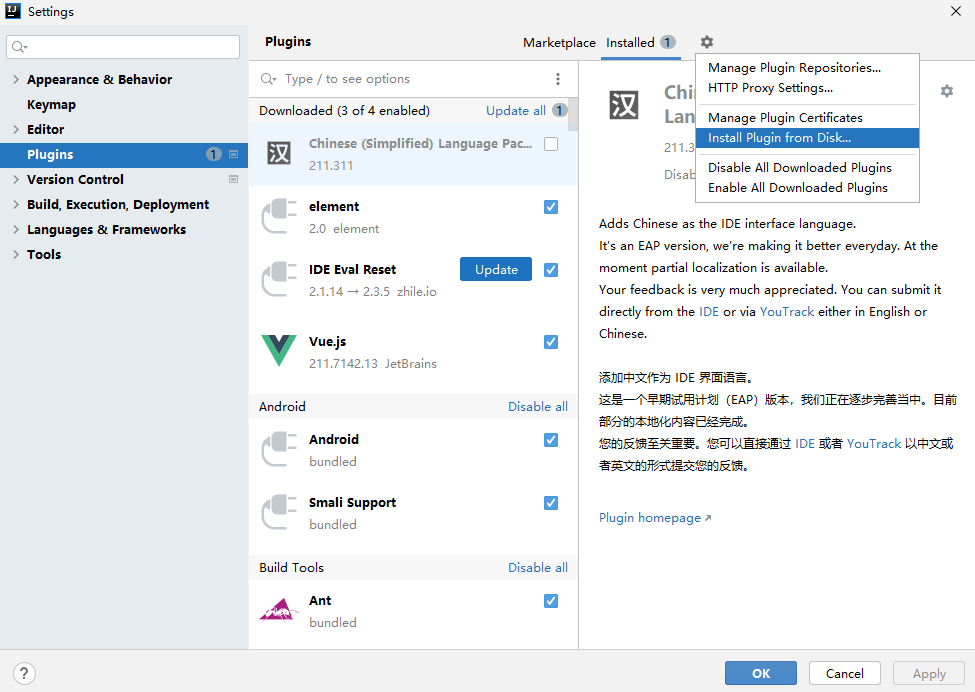 Settings
Plugins
Marketplace
Installed 1
Appearance & Behavior
Keymap
Editor
Plugins 1
Version Control
Build, Execution, Deployment
Languages & Frameworks
Tools
Type / to see options
Downloaded (3 of 4 enabled) Update all 1
汉 Chinese (Simplified) Language Pac...
211.311
element
2.0 element
IDE Eval Reset Update
2.1.14 → 2.3.5 zhile.io
Vue.js
211.7142.13 JetBrains
Android Disable all
Android
bundled
Smali Support
bundled
Build Tools Disable all
Ant
bundled
Manage Plugin Repositories...
HTTP Proxy Settings...
Manage Plugin Certificates
Install Plugin from Disk...
Disable All Downloaded Plugins
Enable All Downloaded Plugins
汉 Chi
Lan
211.3
Disab
Adds Chinese as the IDE interface language.
It's an EAP version, we're making it better everyday. At the
moment partial localization is available.
Your feedback is very much appreciated. You can submit it
directly from the IDE or via YouTrack either in English or
Chinese.
添加中文作为 IDE 界面语言。
这是一个早期试用计划（EAP）版本，我们正在逐步完善当中。目前
部分的本地化内容已经完成。
您的反馈至关重要。您可以直接通过 IDE 或者 YouTrack 以中文或
者英文的形式提交您的反馈。
Plugin homepage ↗
?
OK
Cancel
Apply